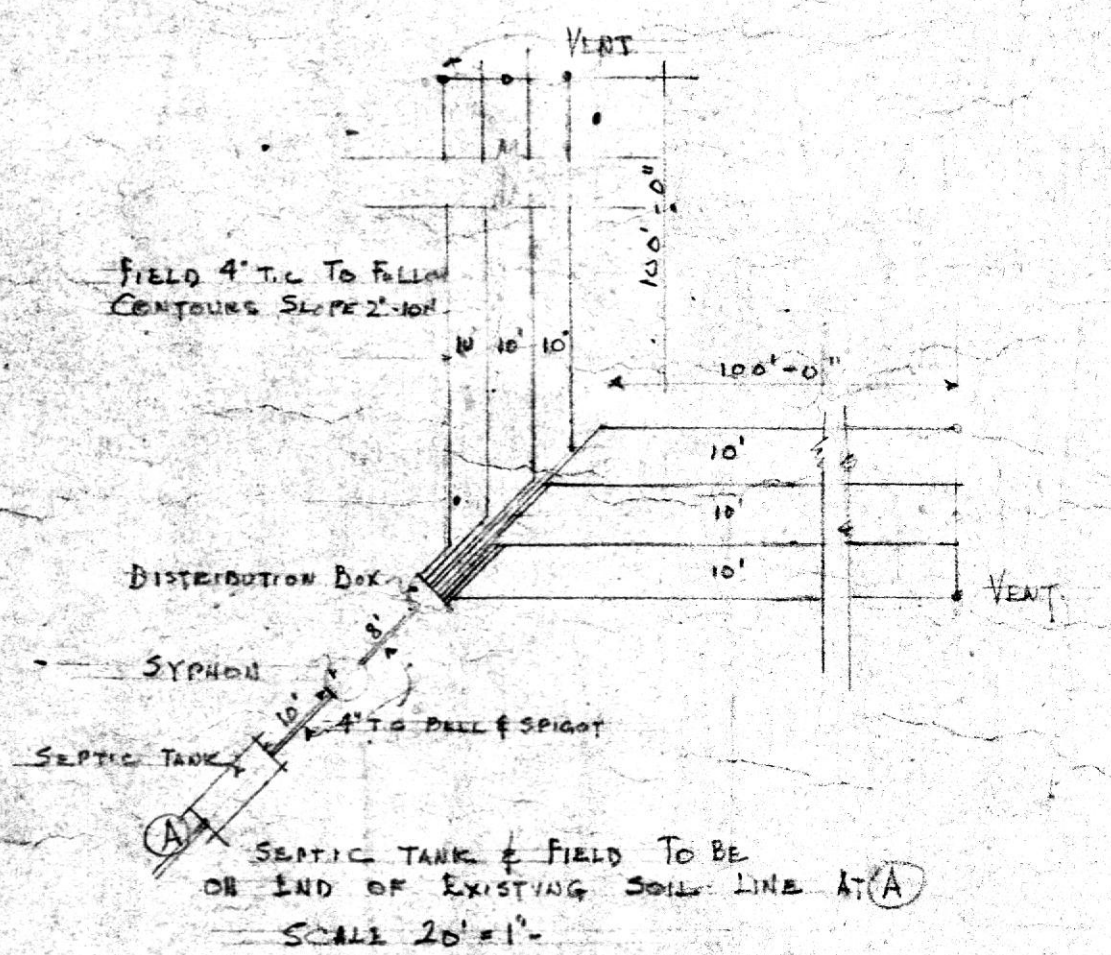 VENT
100'-0"
FIELD 4" T.C TO FOLLOW
CONTOURS SLOPE 2"-100'
10' 10' 10'
100'-0"
10'
10'
10'
DISTRIBUTION BOX
VENT
8'
SYPHON
10'
4" T.C BELL & SPIGOT
SEPTIC TANK
A
SEPTIC TANK & FIELD TO BE
ON END OF EXISTING SOIL LINE AT A
SCALE 20' = 1"